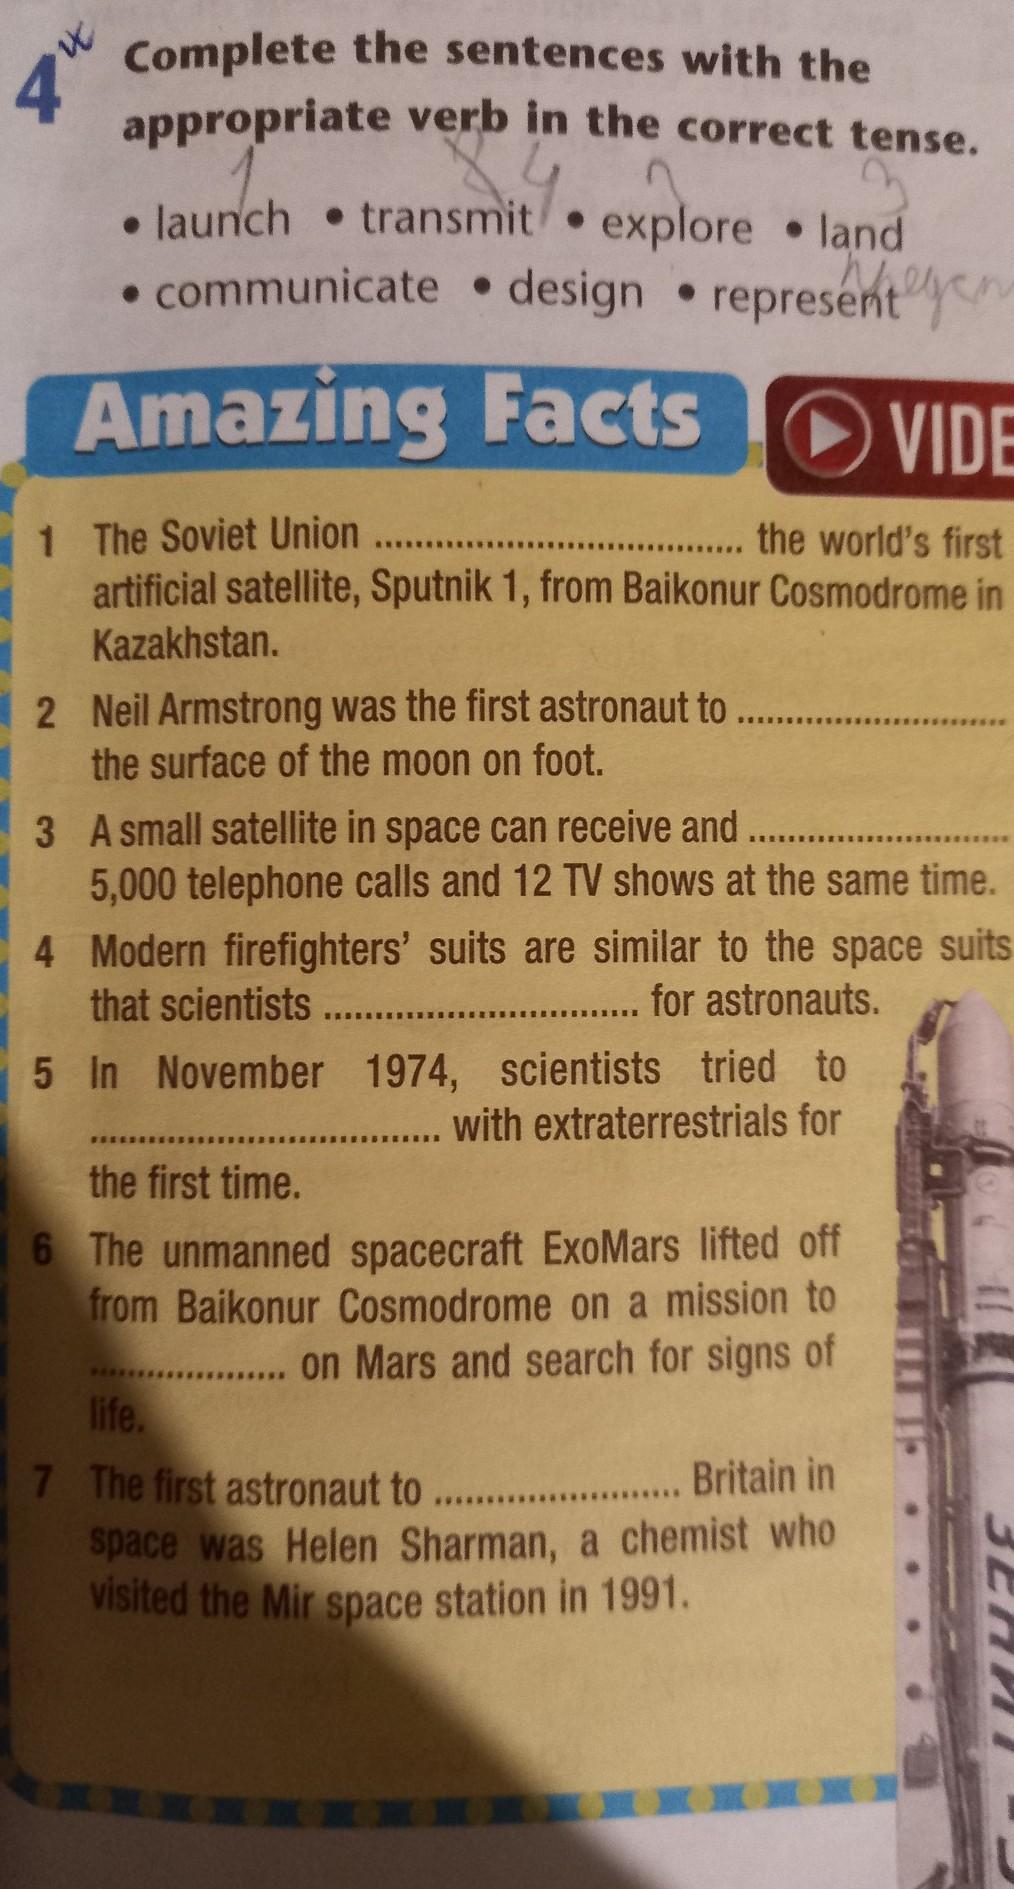 4
Complete the sentences with the
appropriate verb in the correct tense.
1 4 2 3
• launch • transmit • explore • land
• communicate • design • represent
Amazing Facts
VIDE
1 The Soviet Union .................................... the world's first
artificial satellite, Sputnik 1, from Baikonur Cosmodrome in
Kazakhstan.
2 Neil Armstrong was the first astronaut to ...........................
the surface of the moon on foot.
3 A small satellite in space can receive and ..........................
5,000 telephone calls and 12 TV shows at the same time.
4 Modern firefighters' suits are similar to the space suits
that scientists ................................ for astronauts.
5 In November 1974, scientists tried to
................................... with extraterrestrials for
the first time.
6 The unmanned spacecraft ExoMars lifted off
from Baikonur Cosmodrome on a mission to
.................... on Mars and search for signs of
life.
7 The first astronaut to ......................... Britain in
space was Helen Sharman, a chemist who
visited the Mir space station in 1991.